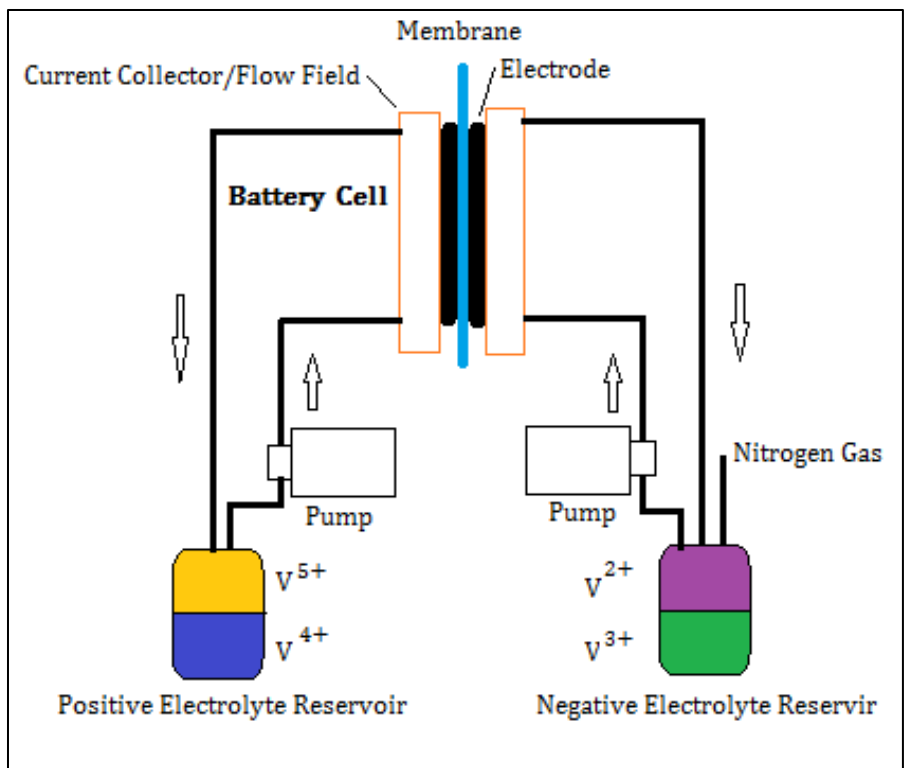 Membrane
Current Collector/Flow Field
Electrode
Battery Cell
Nitrogen Gas
Pump
Pump
V⁵⁺
V²⁺
V⁴⁺
V³⁺
Positive Electrolyte Reservoir
Negative Electrolyte Reservir